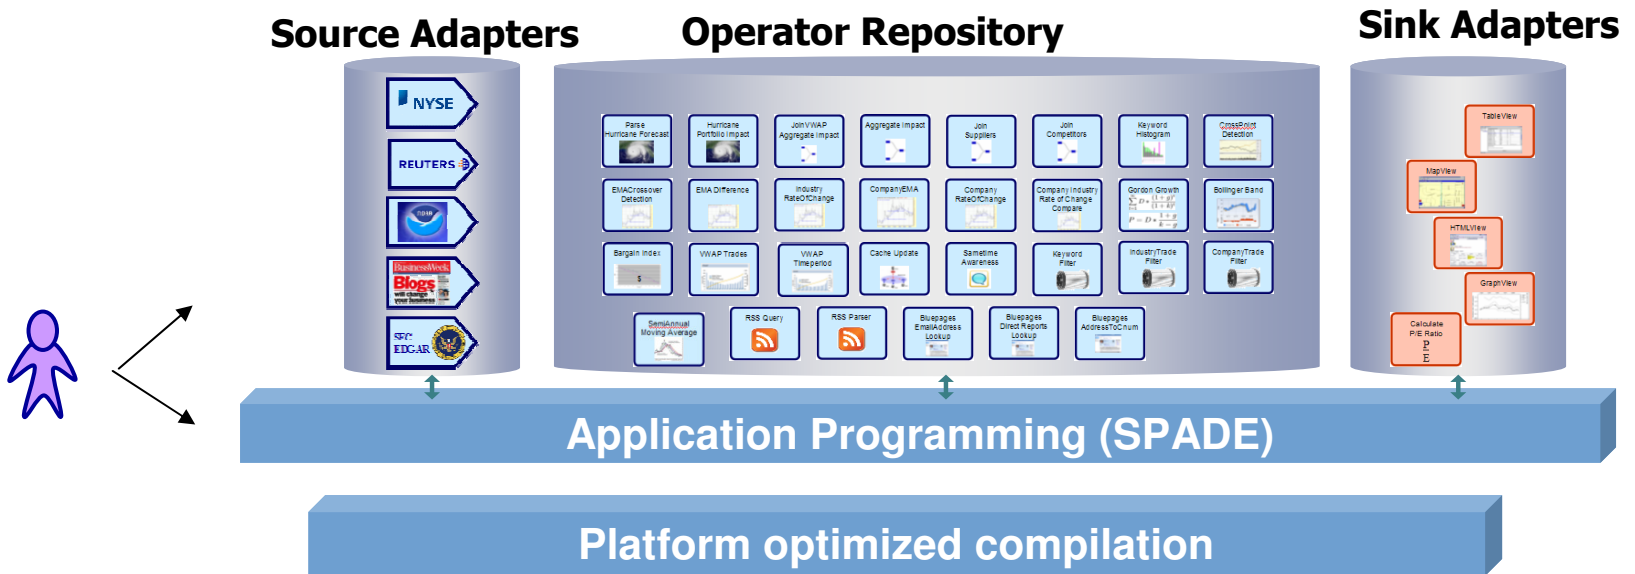 Source Adapters
Operator Repository
Sink Adapters
NYSE
REUTERS
NOAA
BusinessWeek
Blogs
will change
your business
SEC
EDGAR
Parse
Hurricane Forecast
Hurricane
Portfolio Impact
JoinVWAP
Aggregate Impact
Aggregate Impact
Join
Suppliers
Join
Competitors
Keyword
Histogram
CrossPoint
Detection
EMACrossover
Detection
EMA Difference
Industry
RateOfChange
CompanyEMA
Company
RateOfChange
Company Industry
Rate of Change
Compare
Gordon Growth
Bollinger Band
Bargain Index
$
VWAP Trades
VWAP
Timeperiod
Cache Update
Sametime
Awareness
Keyword
Filter
IndustryTrade
Filter
CompanyTrade
Filter
SemiAnnual
Moving Average
RSS Query
RSS Parser
Bluepages
EmailAddress
Lookup
Bluepages
Direct Reports
Lookup
Bluepages
AddressToCnum
TableView
MapView
HTMLView
GraphView
Calculate
P/E Ratio
P
E
Application Programming (SPADE)
Platform optimized compilation